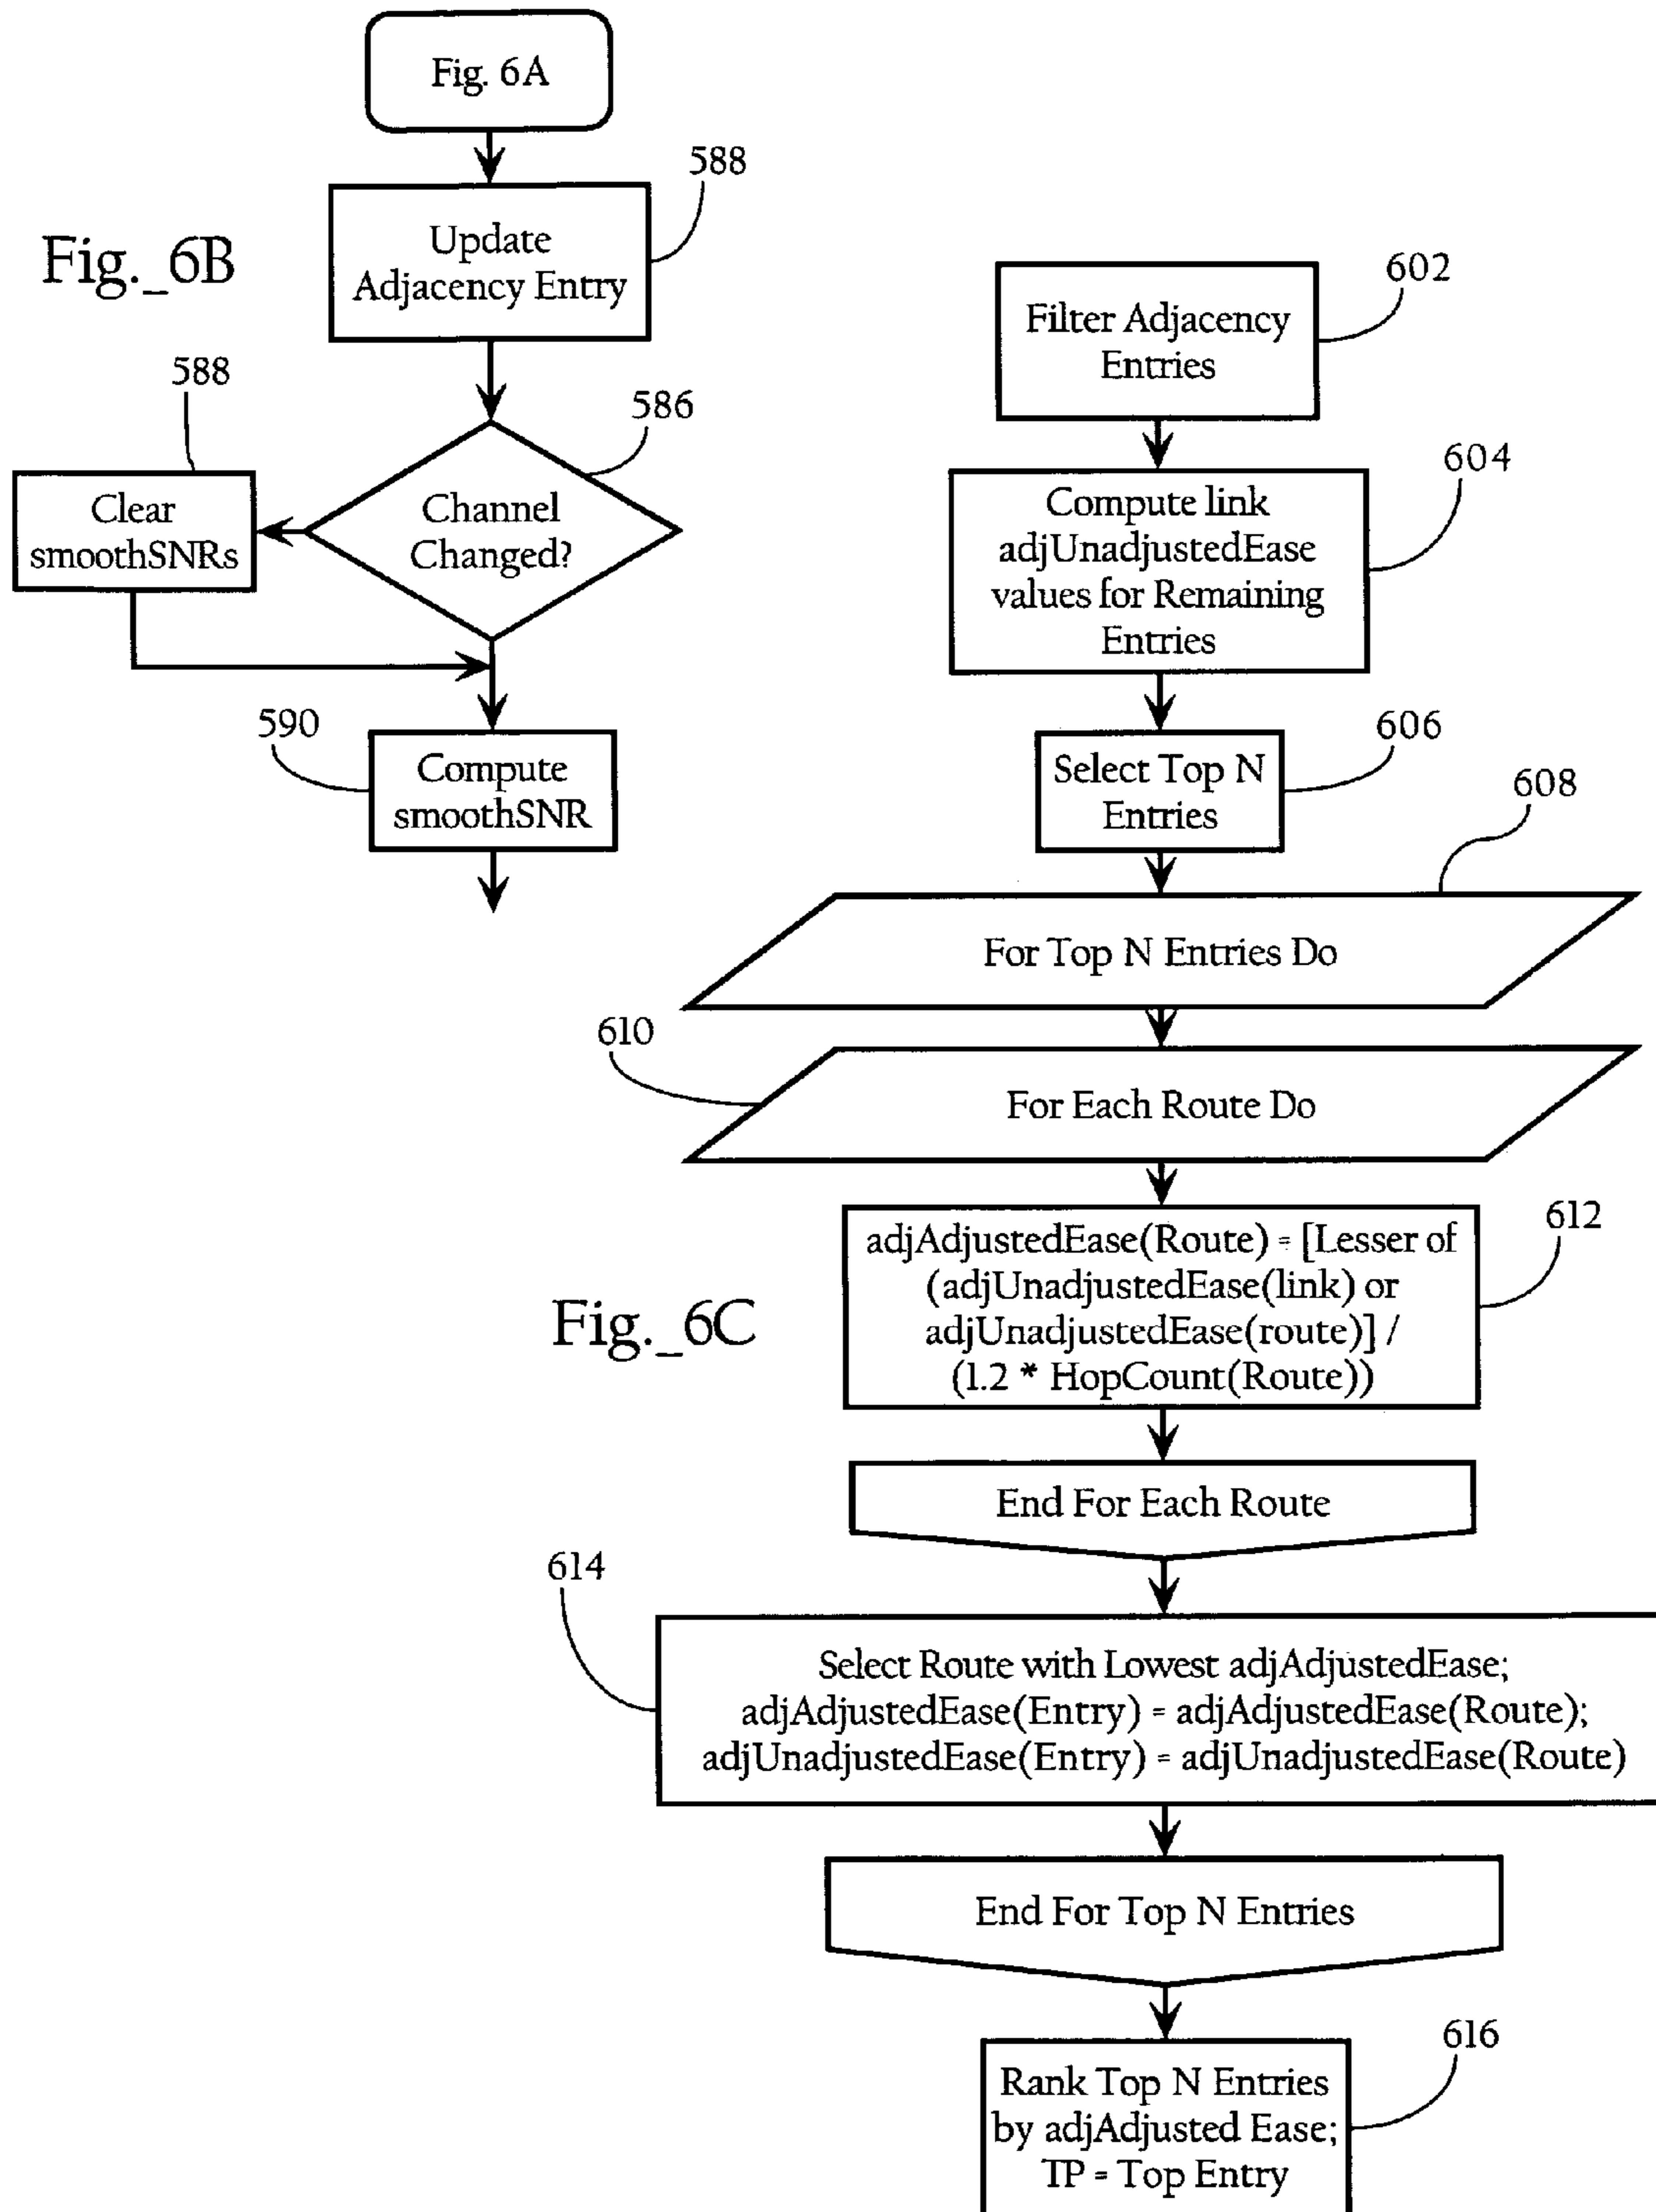 Fig. 6A
588
Update
Adjacency Entry
Fig._6B
588
586
Clear
smoothSNRs
Channel
Changed?
590
Compute
smoothSNR
602
Filter Adjacency
Entries
604
Compute link
adjUnadjustedEase
values for Remaining
Entries
606
Select Top N
Entries
608
For Top N Entries Do
610
For Each Route Do
612
adjAdjustedEase(Route) = [Lesser of
(adjUnadjustedEase(link) or
adjUnadjustedEase(route)] /
(1.2 * HopCount(Route))
Fig._6C
End For Each Route
614
Select Route with Lowest adjAdjustedEase;
adjAdjustedEase(Entry) = adjAdjustedEase(Route);
adjUnadjustedEase(Entry) = adjUnadjustedEase(Route)
End For Top N Entries
616
Rank Top N Entries
by adjAdjusted Ease;
TP = Top Entry